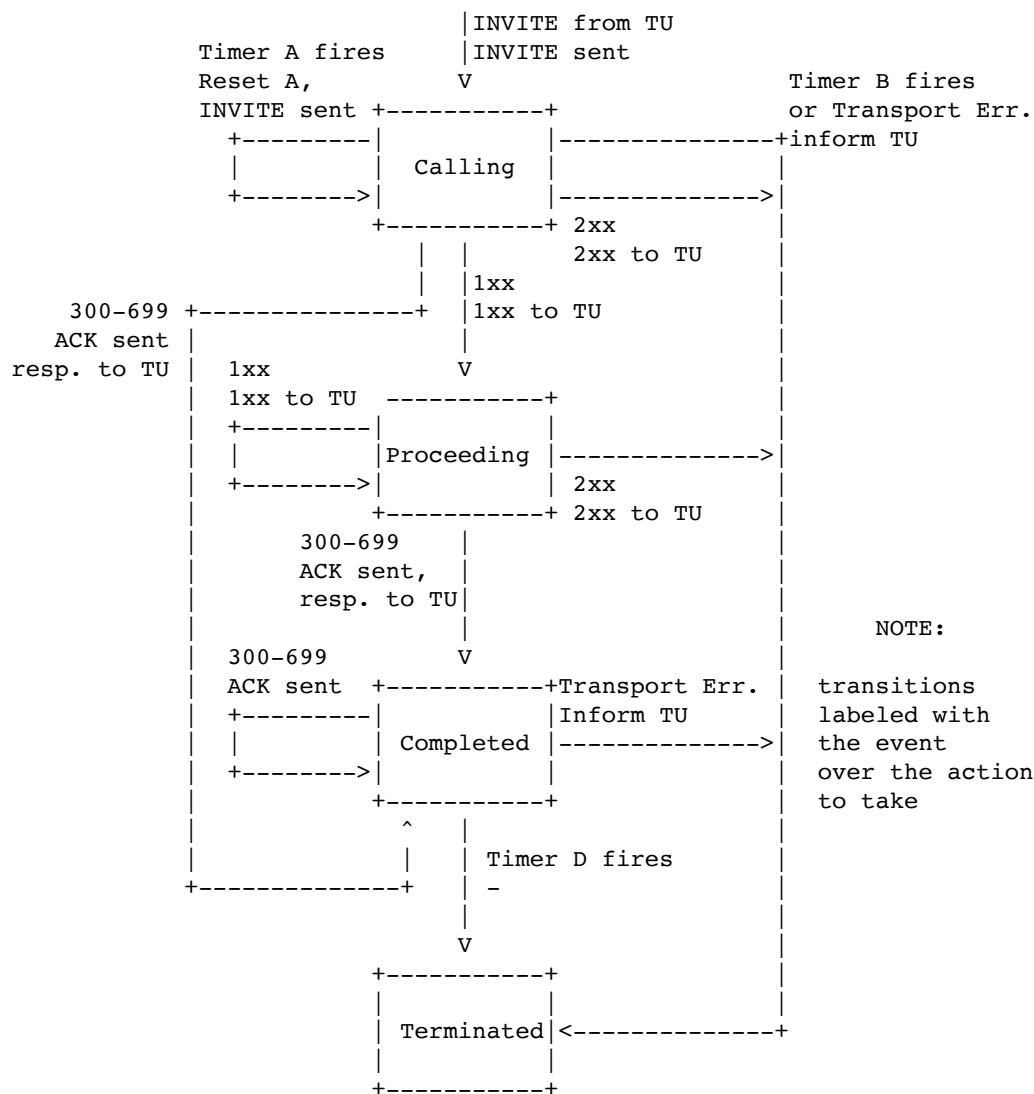 INVITE from TU
Timer A fires INVITE sent
Reset A, V Timer B fires
INVITE sent or Transport Err.
inform TU
Calling
2xx
2xx to TU
1xx
300-699 1xx to TU
ACK sent
resp. to TU 1xx V
1xx to TU
Proceeding
2xx
2xx to TU
300-699
ACK sent,
resp. to TU
NOTE:
300-699 V
ACK sent Transport Err. transitions
Inform TU labeled with
Completed the event
over the action
to take
Timer D fires
-
V
Terminated